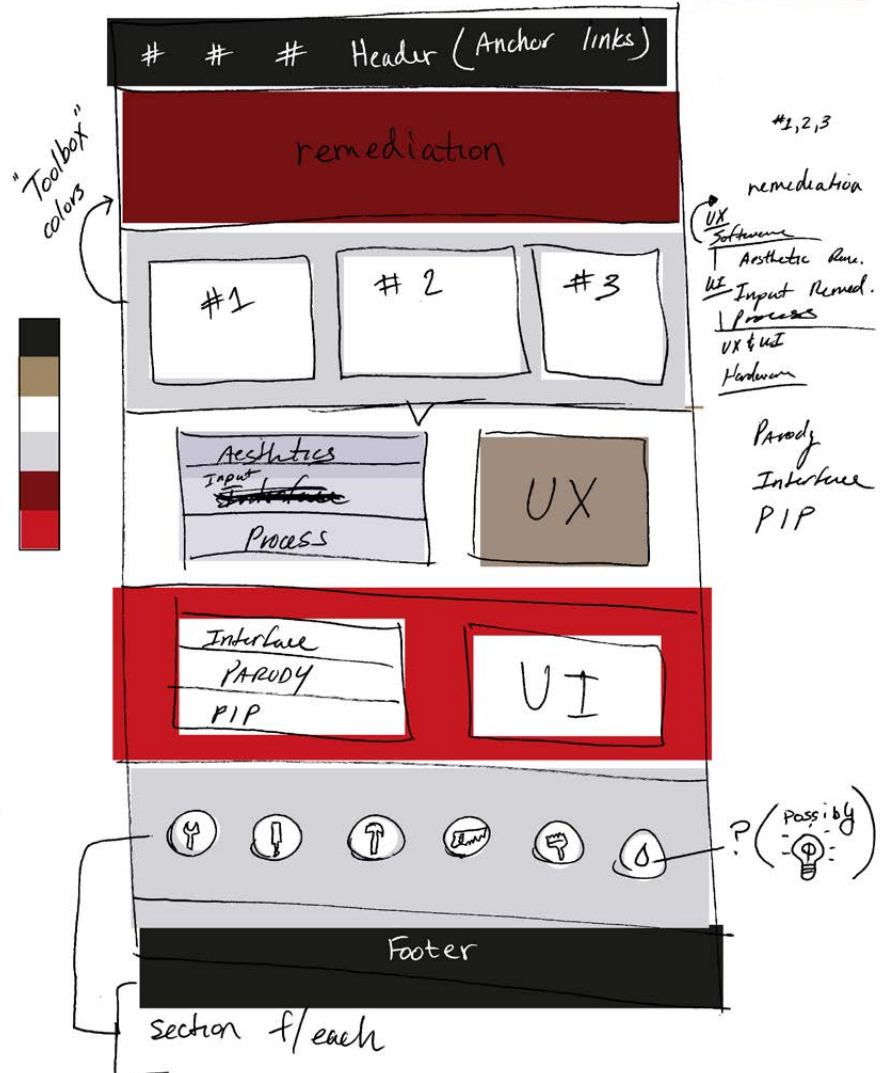 # # # Header (Anchor links)
remediation
"Toolbox"
colors
#1 #2 #3
Aesthetics
Input
Process
UX
Interface
PARODY
PIP
UI
?(possibly)
Footer
section f/each
#1,2,3
remediation
UX
Software
Aesthetic Rem.
UI Input Remed.
Process
UX & UI
Hardware
Parody
Interface
PIP